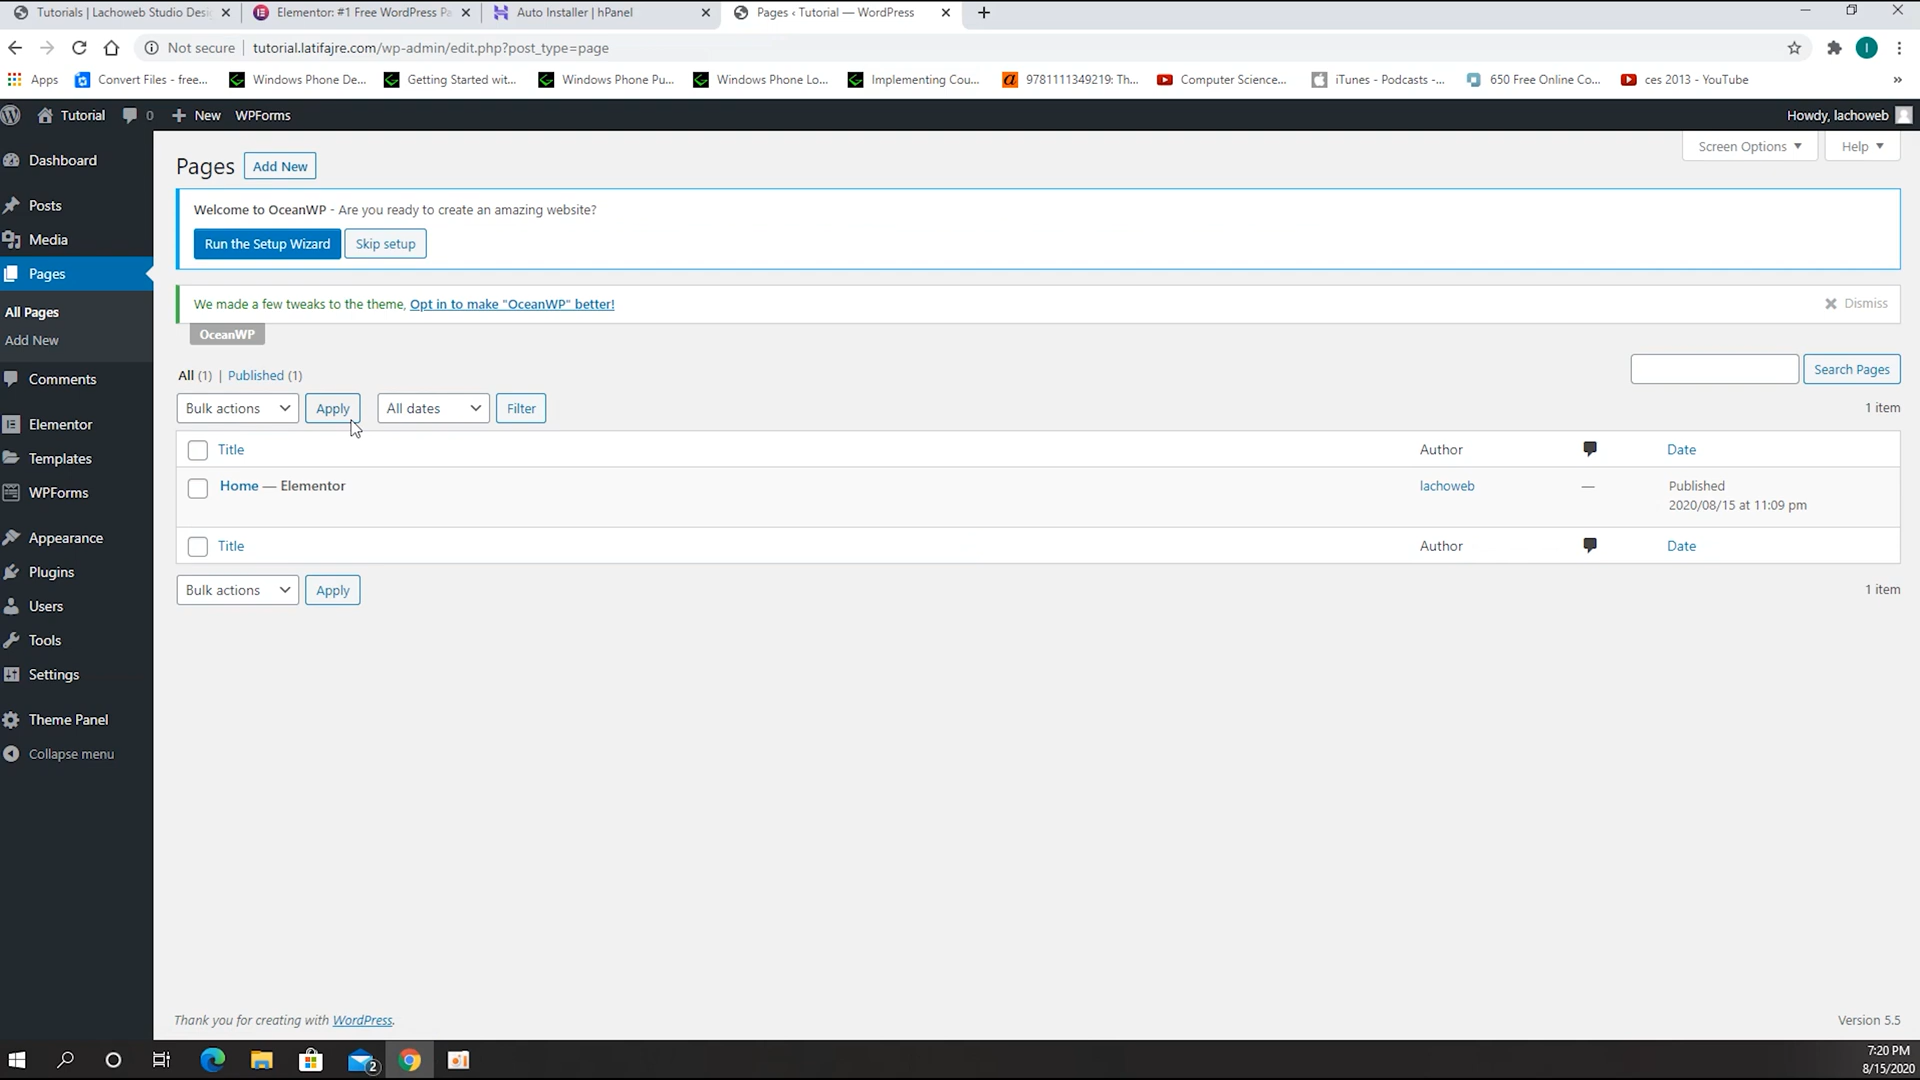 Tutorials | Lachoweb Studio Desi
Elementor: #1 Free WordPress Pa
Auto Installer | hPanel
Pages ‹ Tutorial — WordPress
Not secure
tutorial.latifajre.com/wp-admin/edit.php?post_type=page
I
Apps
Convert Files - free...
Windows Phone De...
Getting Started wit...
Windows Phone Pu...
Windows Phone Lo...
Implementing Cou...
9781111349219: Th...
Computer Science...
iTunes - Podcasts -...
650 Free Online Co...
ces 2013 - YouTube
»
Tutorial
0
+ New
WPForms
Howdy, lachoweb
Dashboard
Posts
Media
Pages
All Pages
Add New
Comments
Elementor
Templates
WPForms
Appearance
Plugins
Users
Tools
Settings
Theme Panel
Collapse menu
Pages Add New
Screen Options
Help
Welcome to OceanWP - Are you ready to create an amazing website?
Run the Setup Wizard
Skip setup
We made a few tweaks to the theme, Opt in to make "OceanWP" better!
Dismiss
OceanWP
All (1) | Published (1)
Search Pages
Bulk actions
Apply
All dates
Filter
1 item
Title
Author
Date
Home — Elementor
lachoweb
—
Published
2020/08/15 at 11:09 pm
Title
Author
Date
Bulk actions
Apply
1 item
Thank you for creating with WordPress.
Version 5.5
2
7:20 PM
8/15/2020